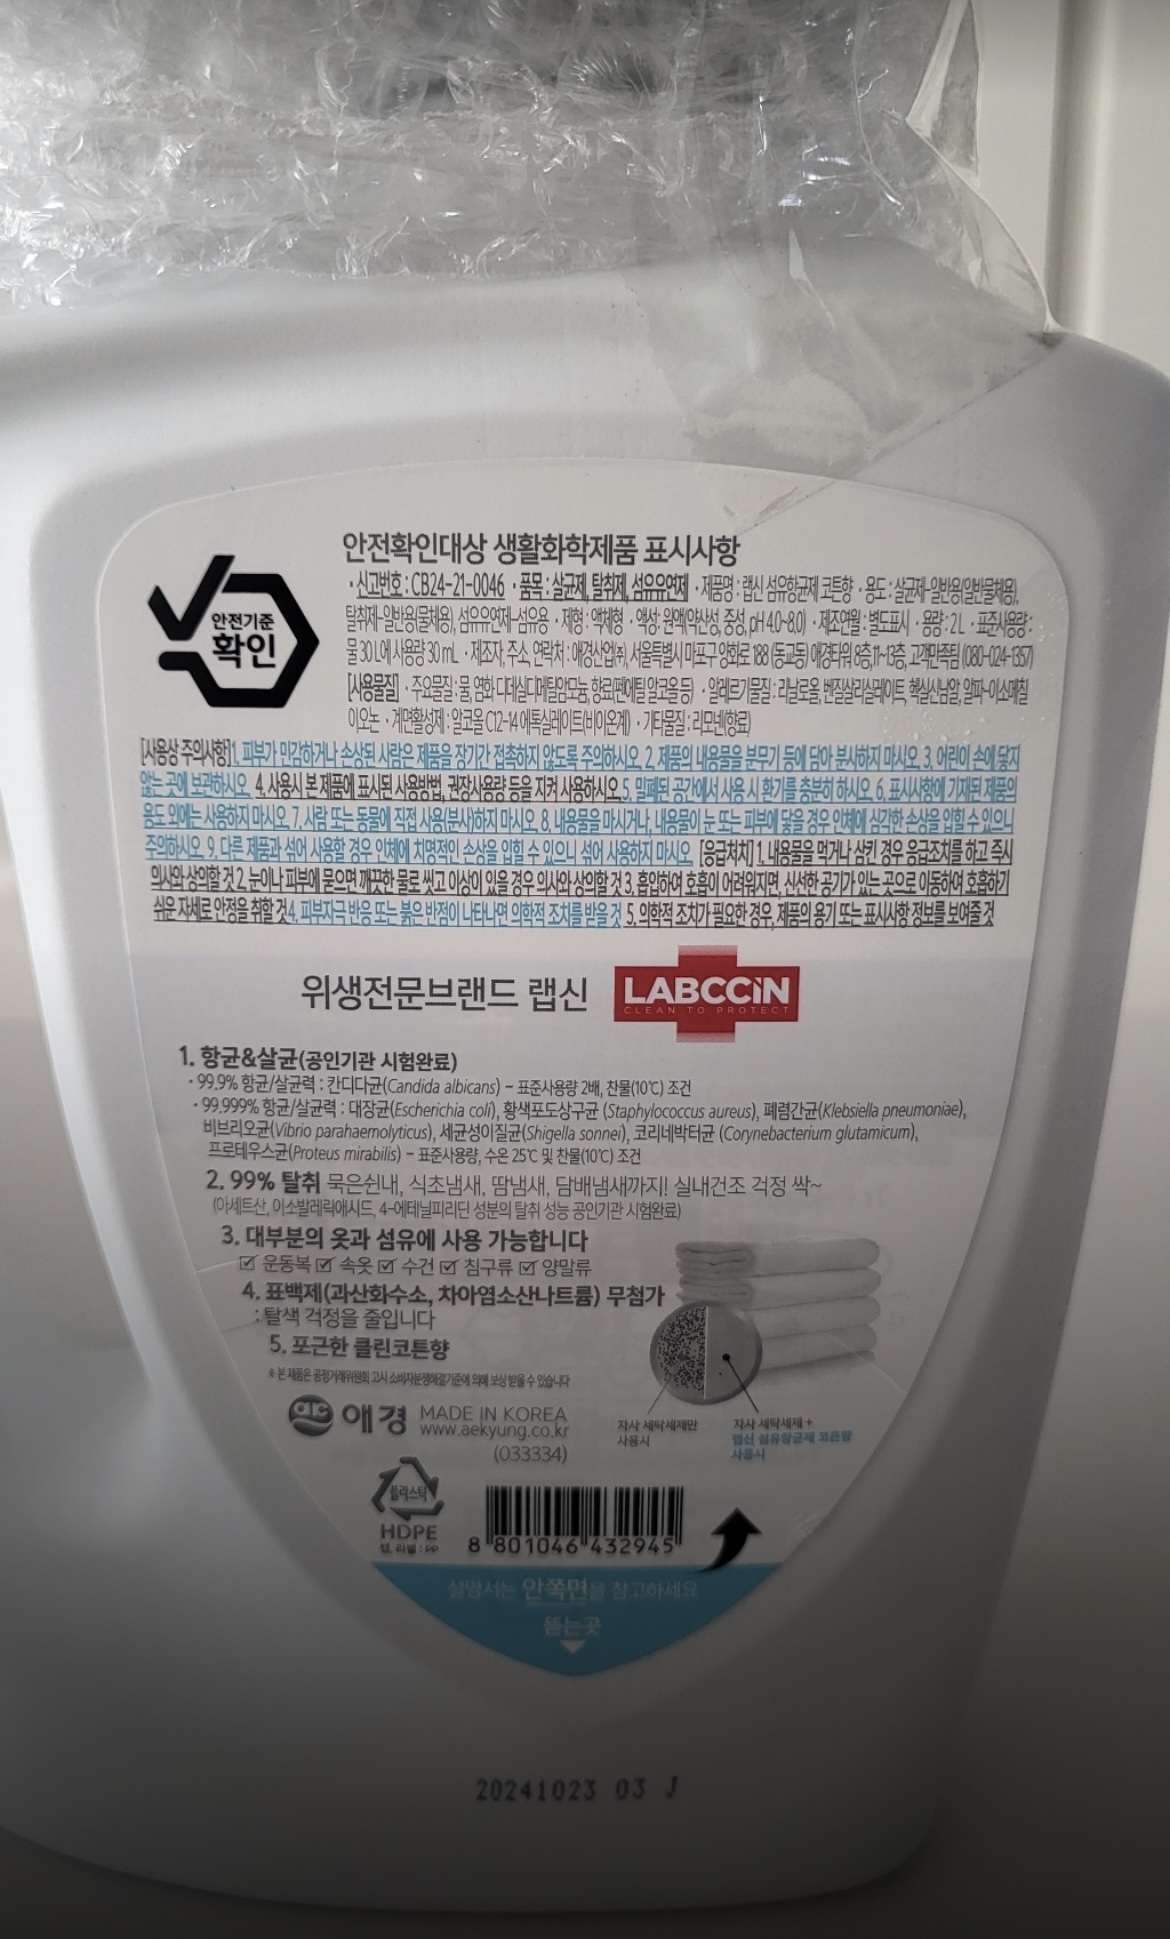 안전기준
확인
안전확인대상 생활화학제품 표시사항
·신고번호 : CB24-21-0046 ·품목 : 살균제, 탈취제, 섬유유연제 ·제품명 : 랩신 섬유항균제 코튼향 ·용도 : 살균제-일반용(일반물체용),
탈취제-일반용(물체용), 섬유유연제-섬유용 ·제형 : 액체형 ·액성 : 원액(약산성, 중성, pH 4.0~8.0) ·제조연월 : 별도표시 ·용량 : 2 L ·표준사용량 :
물 30 L에 사용량 30 mL ·제조자, 주소, 연락처 : 애경산업(주), 서울특별시 마포구 양화로 188 (동교동) 애경타워 8층,11~13층, 고객만족팀 (080-024-1357)
[사용물질] ·주요물질 : 물, 염화 디데실디메틸암모늄, 향료(펜에틸 알코올 등) ·알레르기물질 : 리날로올, 벤질살리실레이트, 헥실신남알, 알파-이소메칠
이오논 ·계면활성제 : 알코올 C12-14 에톡실레이트(비이온계) ·기타물질 : 리모넨(향료)
[사용상 주의사항]1. 피부가 민감하거나 손상된 사람은 제품을 장기간 접촉하지 않도록 주의하시오. 2. 제품의 내용물을 분무기 등에 담아 분사하지 마시오. 3. 어린이 손에 닿지
않는 곳에 보관하시오. 4. 사용시 본 제품에 표시된 사용방법, 권장사용량 등을 지켜 사용하시오.5. 밀폐된 공간에서 사용 시 환기를 충분히 하시오. 6. 표시사항에 기재된 제품의
용도 외에는 사용하지 마시오. 7. 사람 또는 동물에 직접 사용(분사)하지 마시오. 8. 내용물을 마시거나, 내용물이 눈 또는 피부에 닿을 경우 인체에 심각한 손상을 입힐 수 있으니
주의하시오. 9. 다른 제품과 섞어 사용할 경우 인체에 치명적인 손상을 입힐 수 있으니 섞어 사용하지 마시오. [응급처치] 1. 내용물을 먹거나 삼킨 경우 응급조치를 하고 즉시
의사와 상의할 것 2. 눈이나 피부에 묻으면 깨끗한 물로 씻고 이상이 있을 경우 의사와 상의할 것 3. 흡입하여 호흡이 어려워지면, 신선한 공기가 있는 곳으로 이동하여 호흡하기
쉬운 자세로 안정을 취할 것4. 피부자극 반응 또는 붉은 반점이 나타나면 의학적 조치를 받을 것 5. 의학적 조치가 필요한 경우, 제품의 용기 또는 표시사항 정보를 보여줄 것
위생전문브랜드 랩신 LABCCiN
CLEAN TO PROTECT
1. 항균&살균(공인기관 시험완료)
· 99.9% 항균/살균력 : 칸디다균(Candida albicans) - 표준사용량 2배, 찬물(10℃) 조건
· 99.999% 항균/살균력 : 대장균(Escherichia coli), 황색포도상구균 (Staphylococcus aureus), 폐렴간균(Klebsiella pneumoniae),
비브리오균(Vibrio parahaemolyticus), 세균성이질균(Shigella sonnei), 코리네박터균 (Corynebacterium glutamicum),
프로테우스균(Proteus mirabilis) - 표준사용량, 수온 25℃ 및 찬물(10℃) 조건
2. 99% 탈취 묵은쉰내, 식초냄새, 땀냄새, 담배냄새까지! 실내건조 걱정 싹~
(아세트산, 이소발레릭애시드, 4-에테닐피리딘 성분의 탈취 성능 공인기관 시험완료)
3. 대부분의 옷과 섬유에 사용 가능합니다
☑ 운동복 ☑ 속옷 ☑ 수건 ☑ 침구류 ☑ 양말류
4. 표백제(과산화수소, 차아염소산나트륨) 무첨가
: 탈색 걱정을 줄입니다
5. 포근한 클린코튼향
※ 본 제품은 공정거래위원회 고시 소비자분쟁해결기준에 의해 보상 받을 수 있습니다
자사 세탁세제만
사용시
자사 세탁세제 +
랩신 섬유항균제 코튼향
사용시
애경 MADE IN KOREA
www.aekyung.co.kr
(033334)
플라스틱
HDPE
캡, 라벨 : PP
8 801046 432945
설명서는 안쪽면을 참고하세요
뜯는곳
20241023 03 J